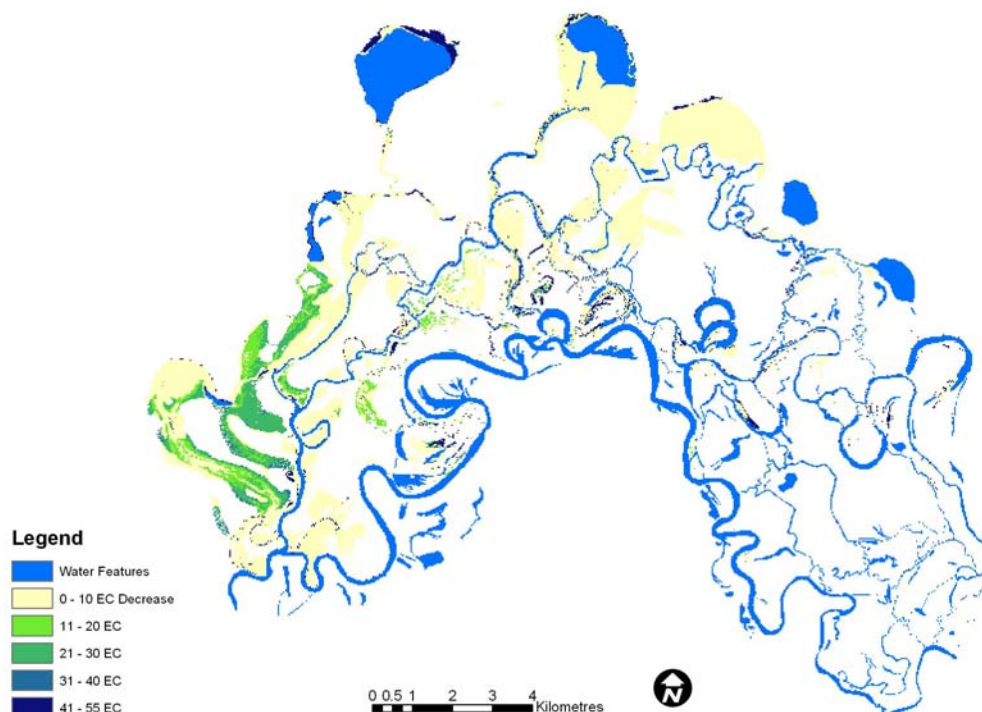 Legend
Water Features
0 - 10 EC Decrease
11 - 20 EC
21 - 30 EC
31 - 40 EC
41 - 55 EC
0 0.5 1 2 3 4
Kilometres
N